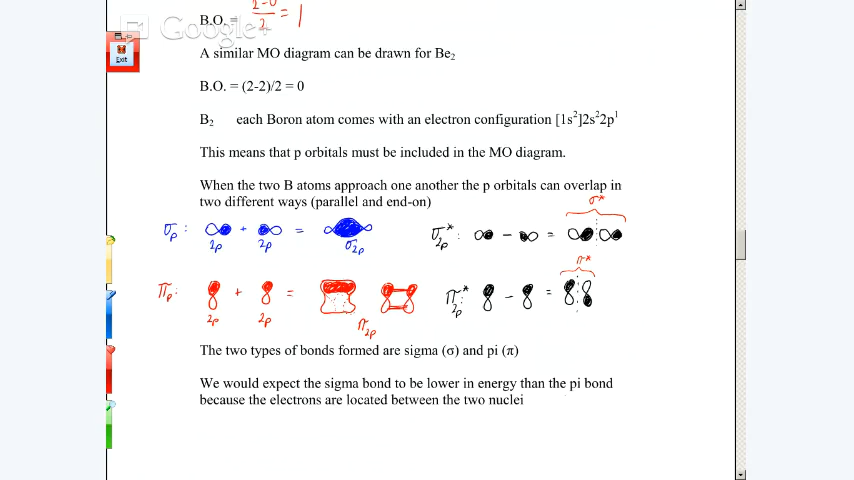 Google+
B.O. = 2-0/2 = 1
Exit
A similar MO diagram can be drawn for Be₂
B.O. = (2-2)/2 = 0
B₂ each Boron atom comes with an electron configuration [1s²]2s²2p¹
This means that p orbitals must be included in the MO diagram.
When the two B atoms approach one another the p orbitals can overlap in
two different ways (parallel and end-on)
σ*
σp: + = σ*2p: - =
2p 2p σ2p
π*
πp: + = π*2p: - =
2p 2p π2p
The two types of bonds formed are sigma (σ) and pi (π)
We would expect the sigma bond to be lower in energy than the pi bond
because the electrons are located between the two nuclei